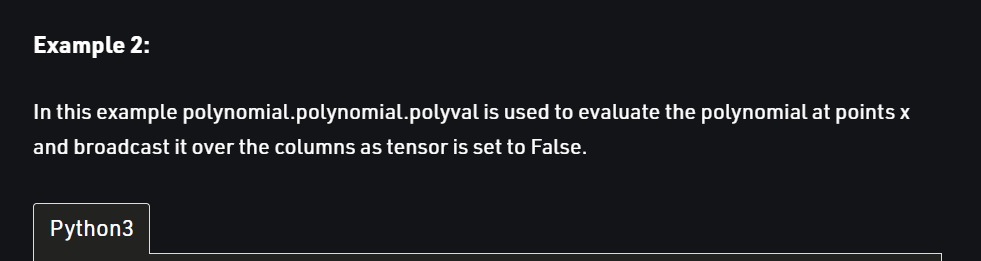 Example 2:
In this example polynomial.polynomial.polyval is used to evaluate the polynomial at points x
and broadcast it over the columns as tensor is set to False.
Python3